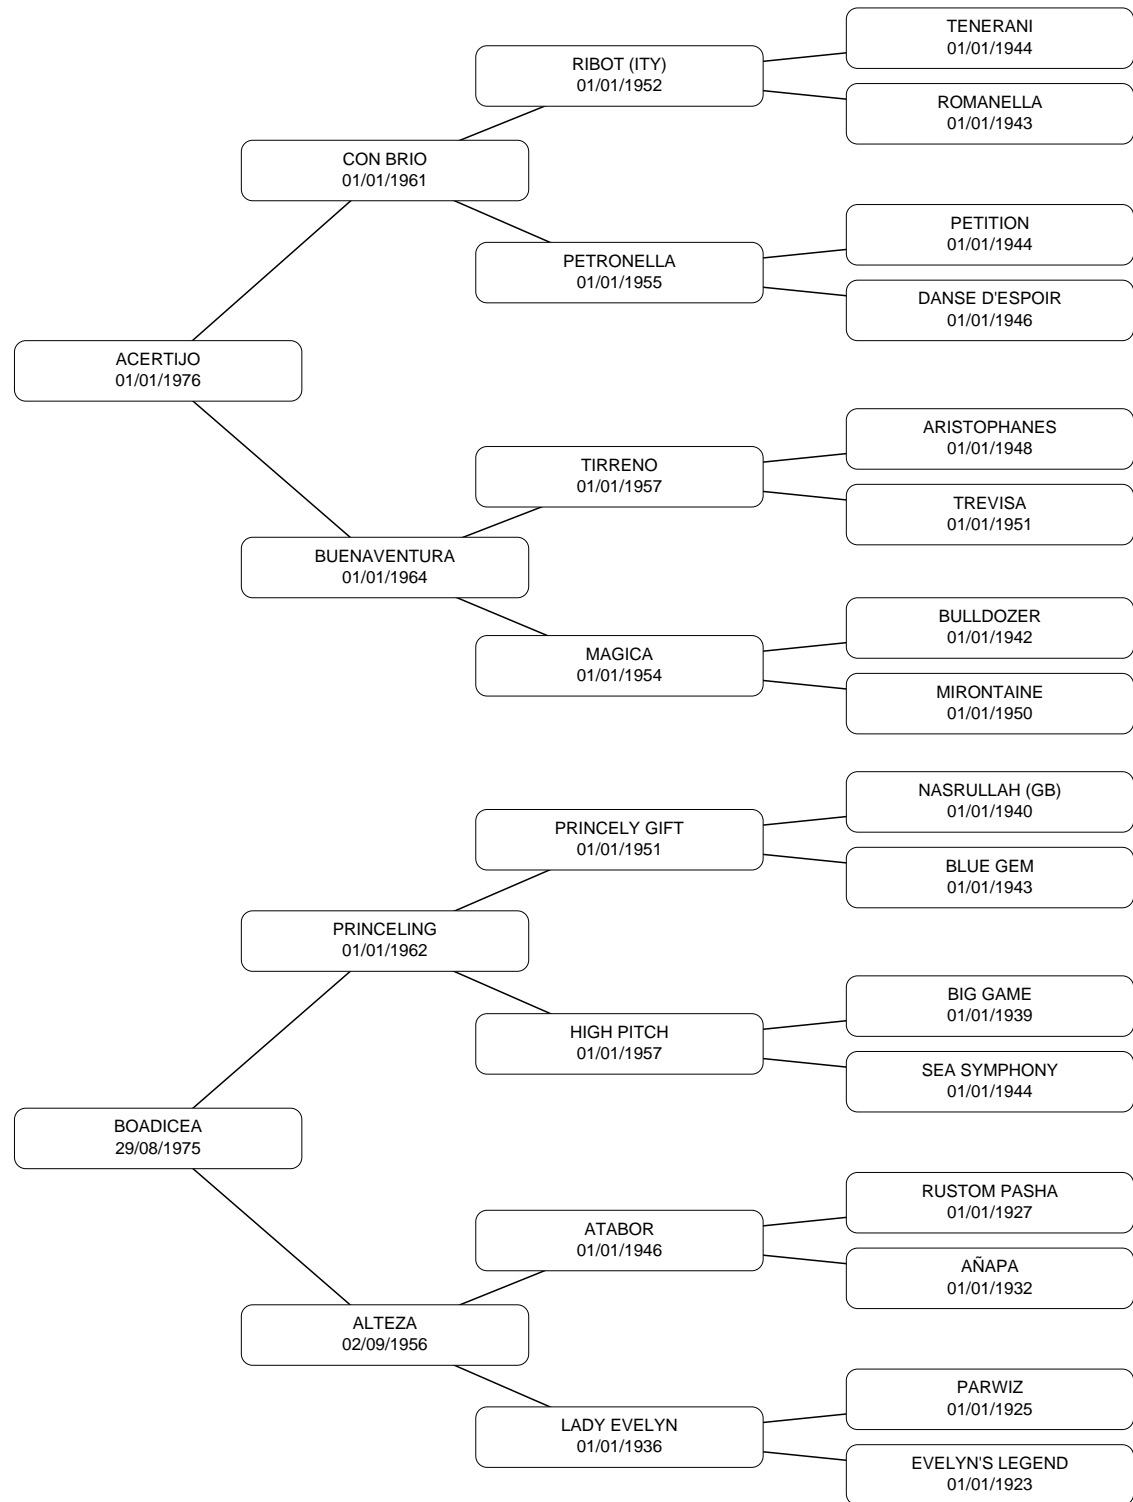 TENERANI
01/01/1944
RIBOT (ITY)
01/01/1952
ROMANELLA
01/01/1943
CON BRIO
01/01/1961
PETITION
01/01/1944
PETRONELLA
01/01/1955
DANSE D'ESPOIR
01/01/1946
ACERTIJO
01/01/1976
ARISTOPHANES
01/01/1948
TIRRENO
01/01/1957
TREVISA
01/01/1951
BUENAVENTURA
01/01/1964
BULLDOZER
01/01/1942
MAGICA
01/01/1954
MIRONTAINE
01/01/1950
NASRULLAH (GB)
01/01/1940
PRINCELY GIFT
01/01/1951
BLUE GEM
01/01/1943
PRINCELING
01/01/1962
BIG GAME
01/01/1939
HIGH PITCH
01/01/1957
SEA SYMPHONY
01/01/1944
BOADICEA
29/08/1975
RUSTOM PASHA
01/01/1927
ATABOR
01/01/1946
AÑAPA
01/01/1932
ALTEZA
02/09/1956
PARWIZ
01/01/1925
LADY EVELYN
01/01/1936
EVELYN'S LEGEND
01/01/1923